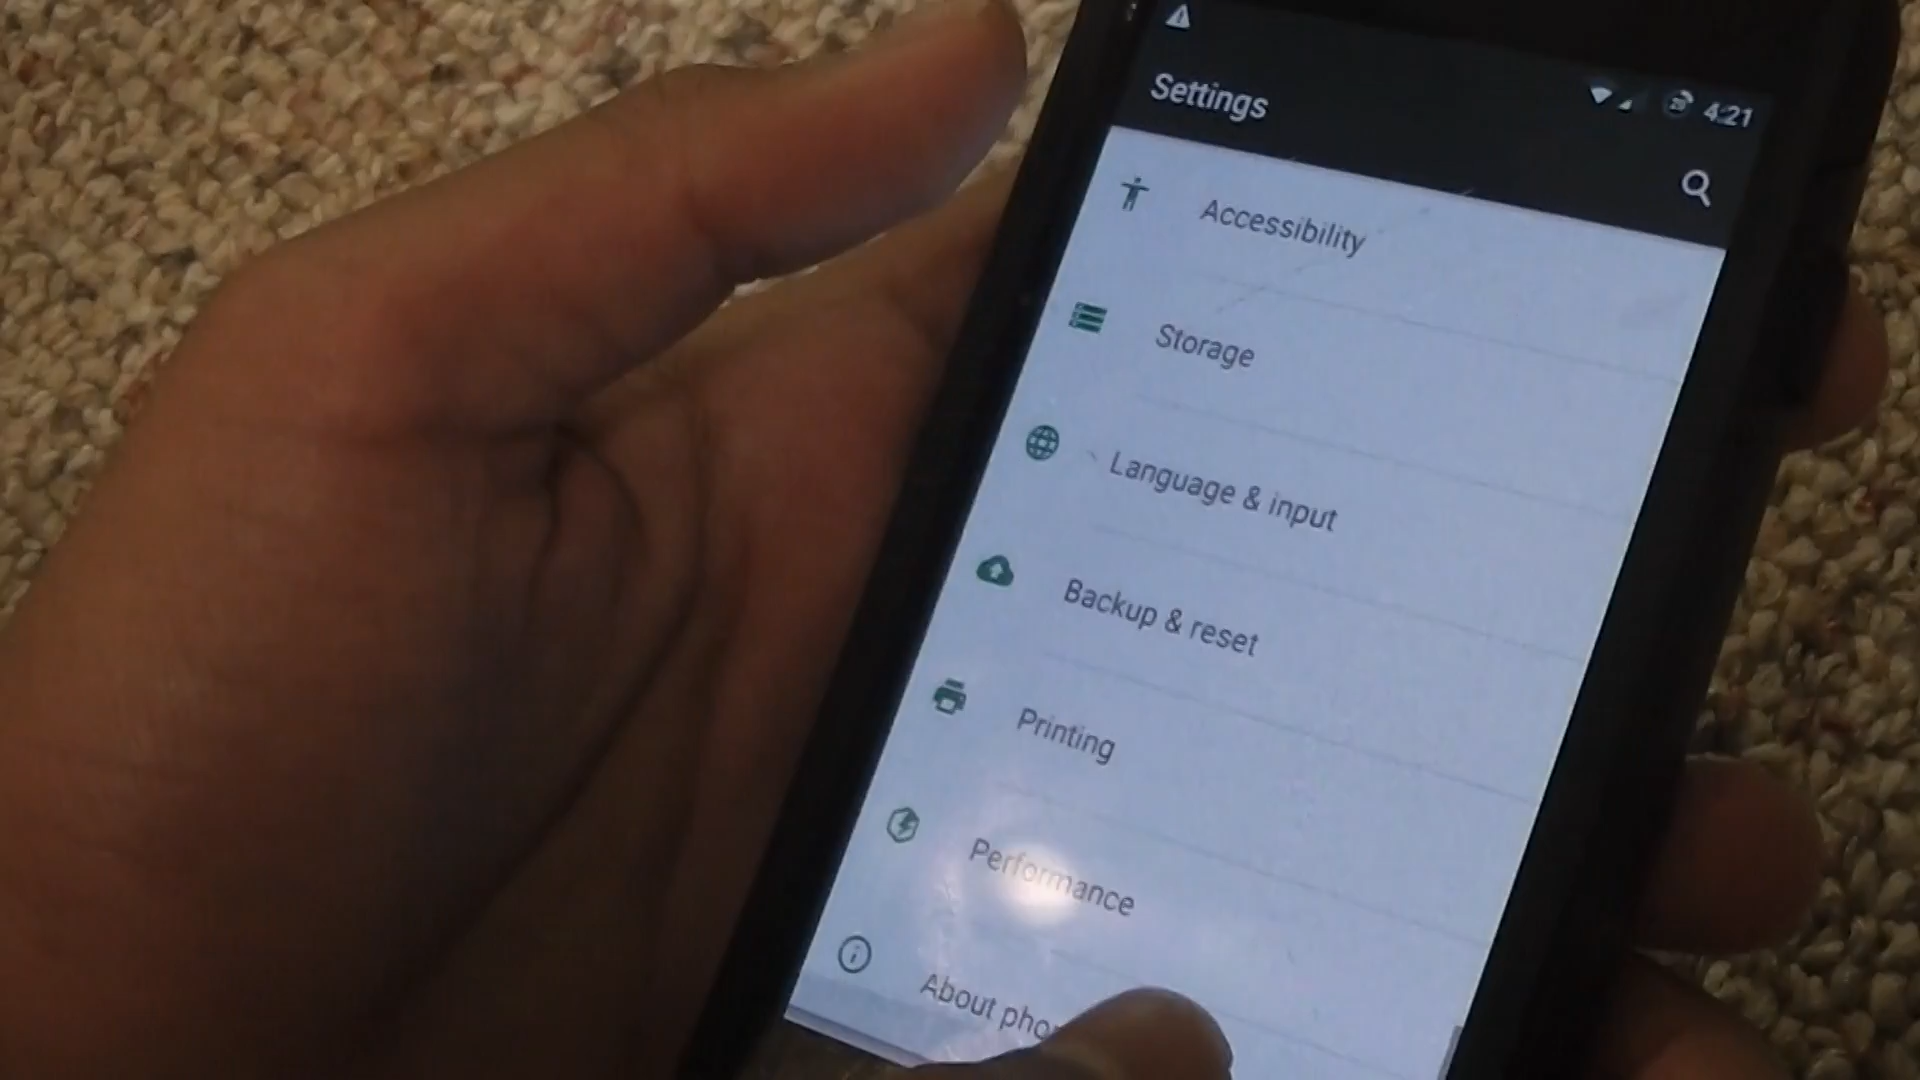 4:21
Settings
Accessibility
Storage
Language & input
Backup & reset
Printing
Performance
About pho